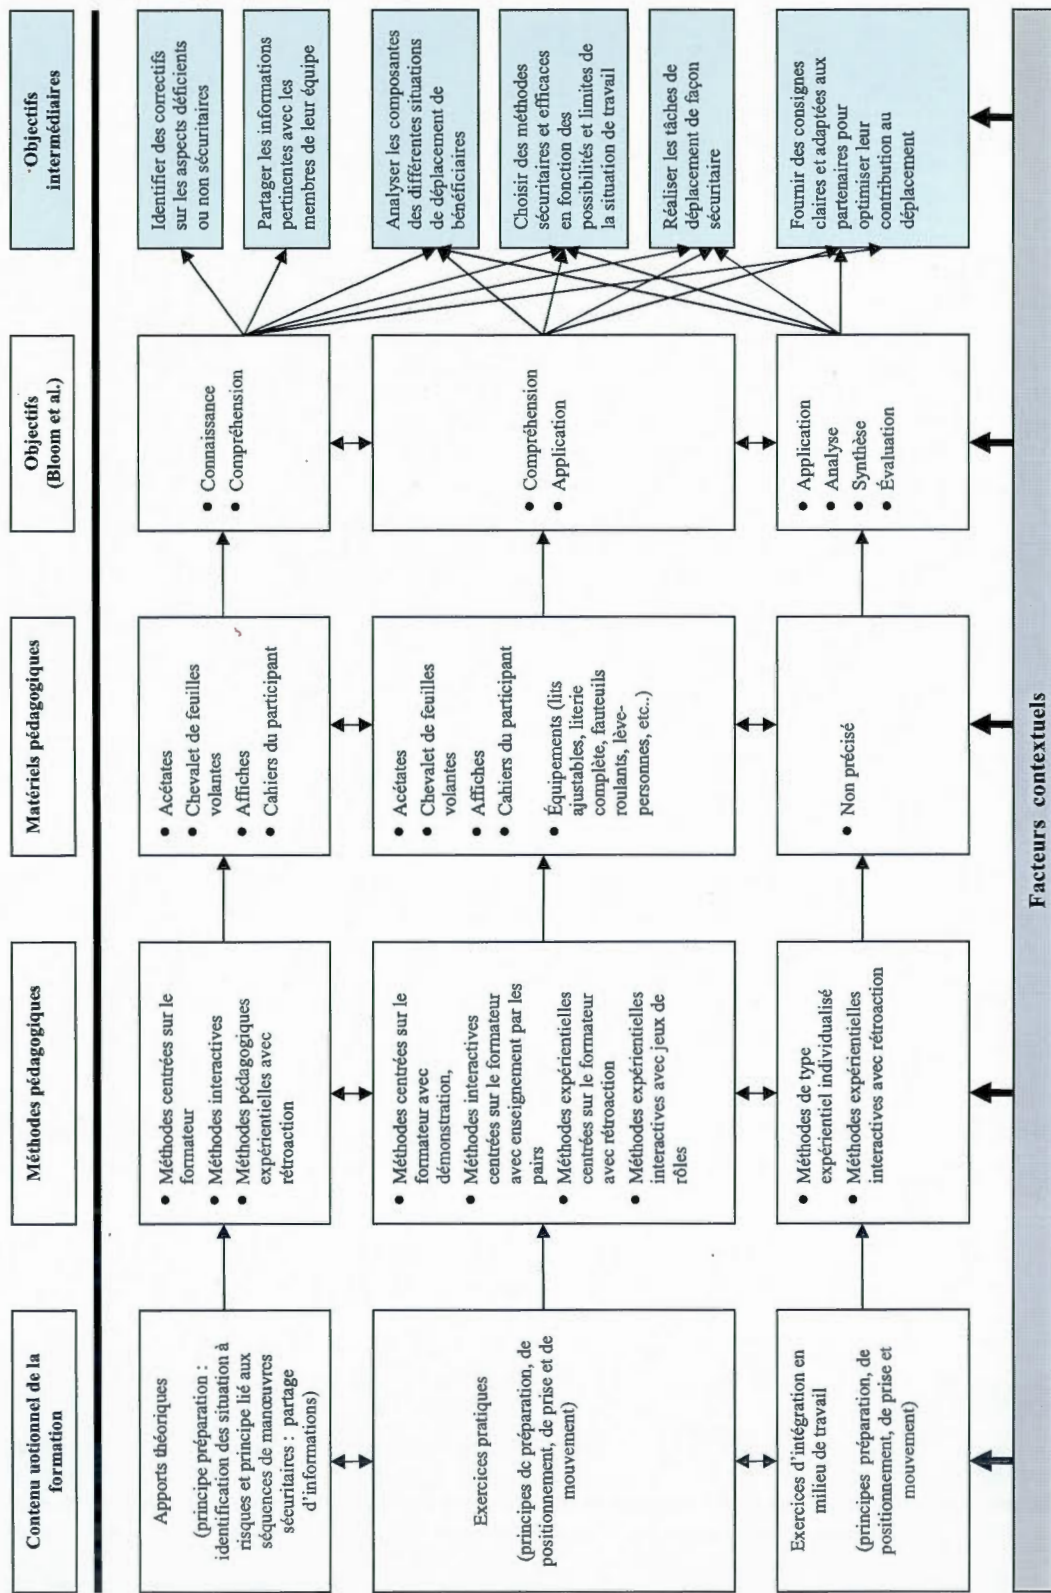 Contenu uotionnel de la
formation
Méthodes pédagogiques
Matériels pédagogiques
Objectifs
(Bloom et al.)
Objectifs
intermédiaires
Apports théoriques
(principe préparation :
identification des situation à
risques et principe lié aux
séquences de manœuvres
sécuritaires : partage
d'informations)
● Méthodes centrées sur le
formateur
● Méthodes interactives
● Méthodes pédagogiques
expérientielles avec
rétroaction
● Acétates
● Chevalet de feuilles
volantes
● Affiches
● Cahiers du participant
● Connaissance
● Compréhension
Identifier des correctifs
sur les aspects déficients
ou non sécuritaires
Partager les informations
pertinentes avec les
membres de leur équipe
Exercices pratiques
(principes de préparation, de
positionnement, de prise et de
mouvement)
● Méthodes centrées sur le
formateur avec
démonstration,
● Méthodes interactives
centrées sur le formateur
avec enseignement par les
pairs
● Méthodes expérientielles
centrées sur le formateur
avec rétroaction
● Méthodes expérientielles
interactives avec jeux de
rôles
● Acétates
● Chevalet de feuilles
volantes
● Affiches
● Cahiers du participant
● Équipements (lits
ajustables, literie
complète, fauteuils
roulants, lève-
personnes, etc..)
● Compréhension
● Application
Analyser les composantes
des différentes situations
de déplacement de
bénéficiaires
Choisir des méthodes
sécuritaires et efficaces
en fonction des
possibilités et limites de
la situation de travail
Réaliser les tâches de
déplacement de façon
sécuritaire
Exercices d'intégration en
milieu de travail
(principes préparation, de
positionnement, de prise et
mouvement)
● Méthodes de type
expérientiel individualisé
● Méthodes expérientielles
interactives avec rétroaction
● Non précisé
● Application
● Analyse
● Synthèse
● Évaluation
Fournir des consignes
claires et adaptées aux
partenaires pour
optimiser leur
contribution au
déplacement
Facteurs contextuels